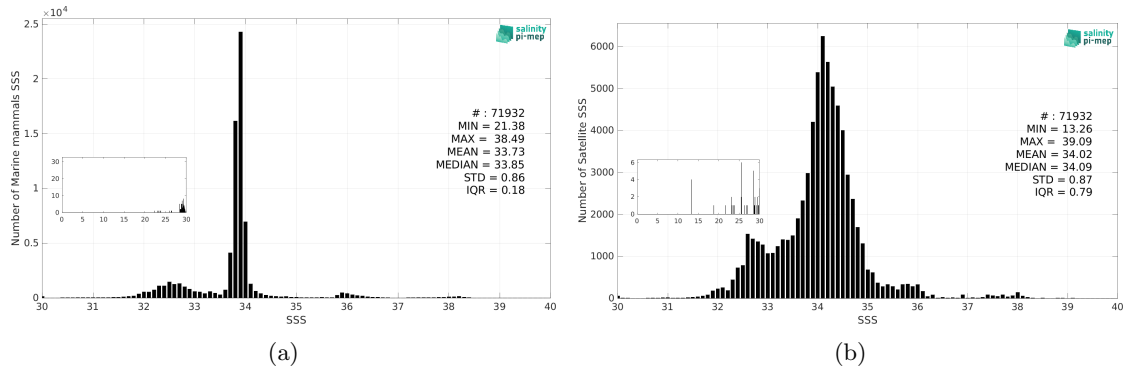 2.5 ×10⁴
2
1.5
1
0.5
0
Number of Marine mammals SSS
30 31 32 33 34 35 36 37 38 39 40
SSS
salinity
pi-mep
# : 71932
MIN = 21.38
MAX = 38.49
MEAN = 33.73
MEDIAN = 33.85
STD = 0.86
IQR = 0.18
30
20
10
0
0 5 10 15 20 25 30
(a)
6000
5000
4000
3000
2000
1000
0
Number of Satellite SSS
30 31 32 33 34 35 36 37 38 39 40
SSS
salinity
pi-mep
# : 71932
MIN = 13.26
MAX = 39.09
MEAN = 34.02
MEDIAN = 34.09
STD = 0.87
IQR = 0.79
6
4
2
0
0 5 10 15 20 25 30
(b)